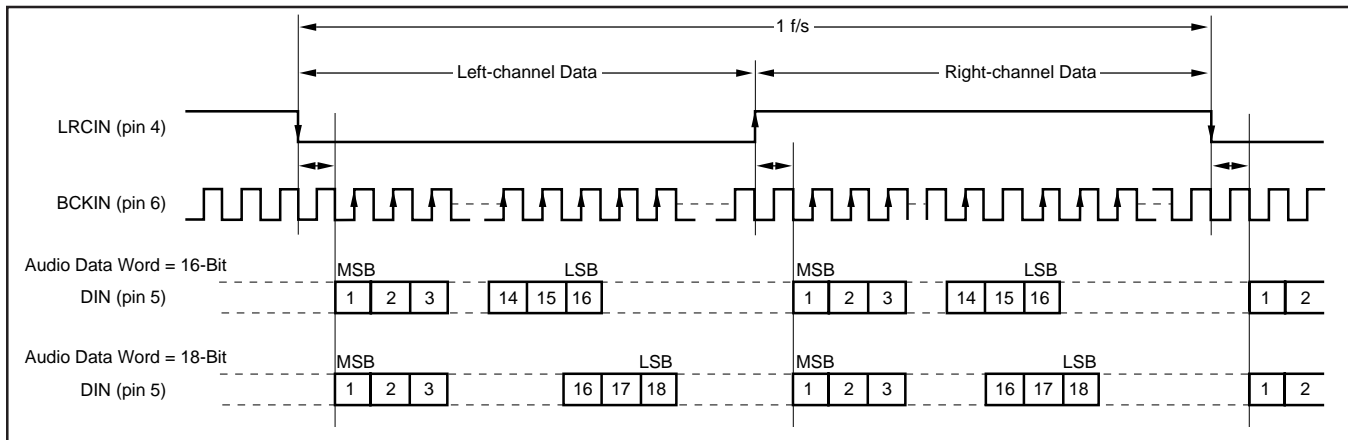 1 f/s
Left-channel Data
Right-channel Data
LRCIN (pin 4)
BCKIN (pin 6)
Audio Data Word = 16-Bit
MSB LSB MSB LSB
DIN (pin 5) 1 2 3 14 15 16 1 2 3 14 15 16 1 2
Audio Data Word = 18-Bit
MSB LSB MSB LSB
DIN (pin 5) 1 2 3 16 17 18 1 2 3 16 17 18 1 2